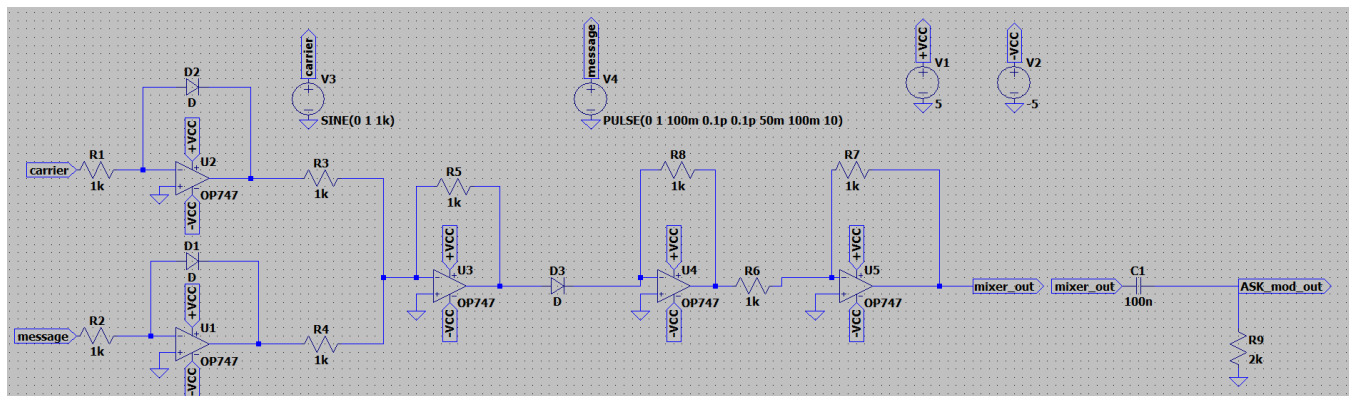 carrier
R1
1k
D2
D
+VCC
U2
OP747
-VCC
carrier
V3
SINE(0 1 1k)
message
V4
PULSE(0 1 100m 0.1p 0.1p 50m 100m 10)
+VCC
V1
5
-VCC
V2
-5
message
R2
1k
D1
D
+VCC
U1
OP747
-VCC
R3
1k
R4
1k
R5
1k
+VCC
U3
OP747
-VCC
D3
D
R8
1k
+VCC
U4
OP747
-VCC
R6
1k
R7
1k
+VCC
U5
OP747
-VCC
mixer_out
mixer_out
C1
100n
ASK_mod_out
R9
2k